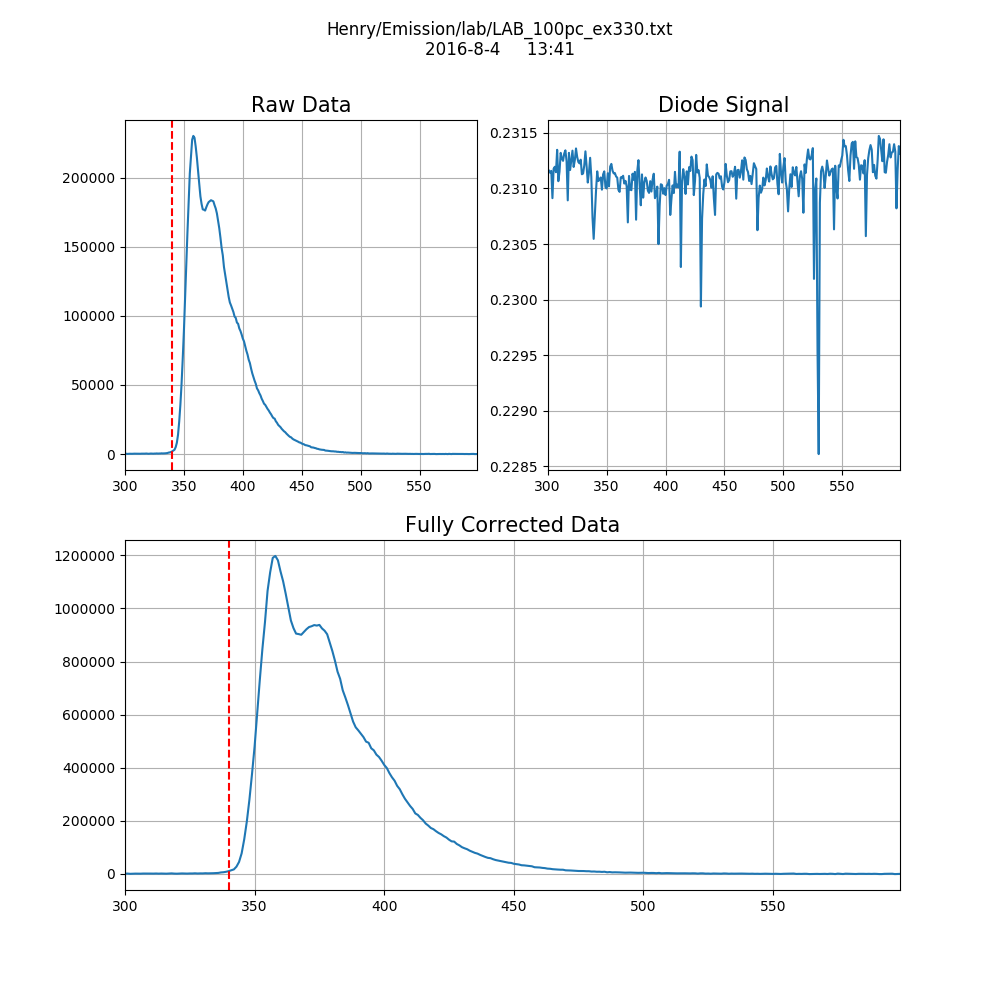 Henry/Emission/lab/LAB_100pc_ex330.txt
2016-8-4 13:41
Raw Data
200000
150000
100000
50000
0
300 350 400 450 500 550
Diode Signal
0.2315
0.2310
0.2305
0.2300
0.2295
0.2290
0.2285
300 350 400 450 500 550
Fully Corrected Data
1200000
1000000
800000
600000
400000
200000
0
300 350 400 450 500 550